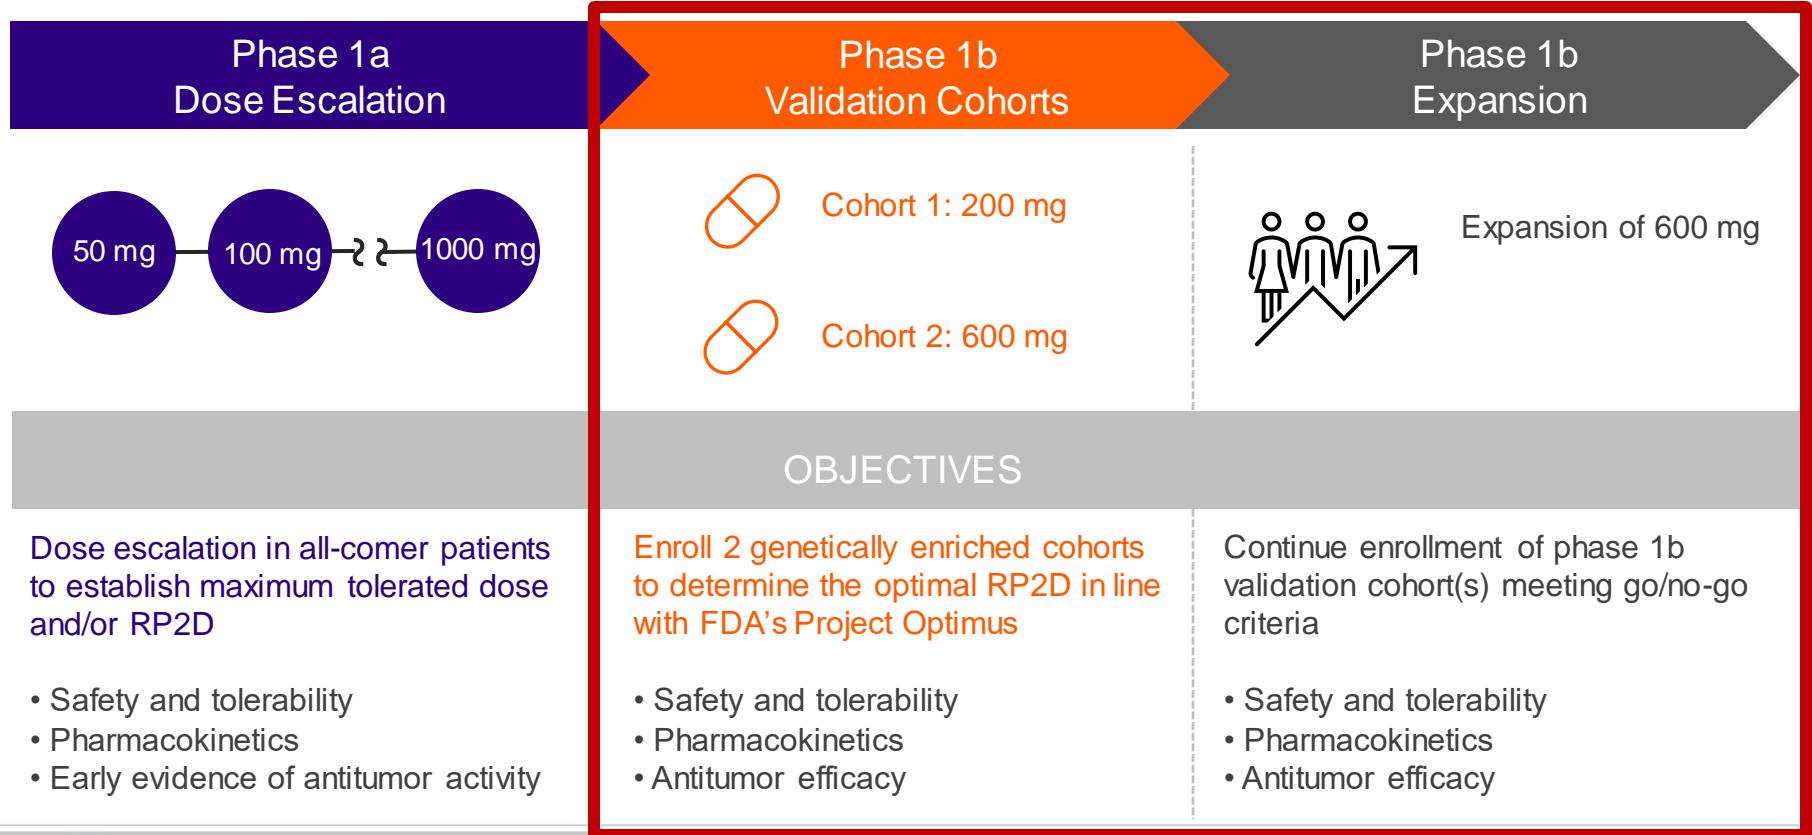 Phase 1a
Dose Escalation
Phase 1b
Validation Cohorts
Phase 1b
Expansion
50 mg
100 mg
1000 mg
Cohort 1: 200 mg
Cohort 2: 600 mg
Expansion of 600 mg
OBJECTIVES
Dose escalation in all-comer patients
to establish maximum tolerated dose
and/or RP2D
• Safety and tolerability
• Pharmacokinetics
• Early evidence of antitumor activity
Enroll 2 genetically enriched cohorts
to determine the optimal RP2D in line
with FDA’s Project Optimus
• Safety and tolerability
• Pharmacokinetics
• Antitumor efficacy
Continue enrollment of phase 1b
validation cohort(s) meeting go/no-go
criteria
• Safety and tolerability
• Pharmacokinetics
• Antitumor efficacy